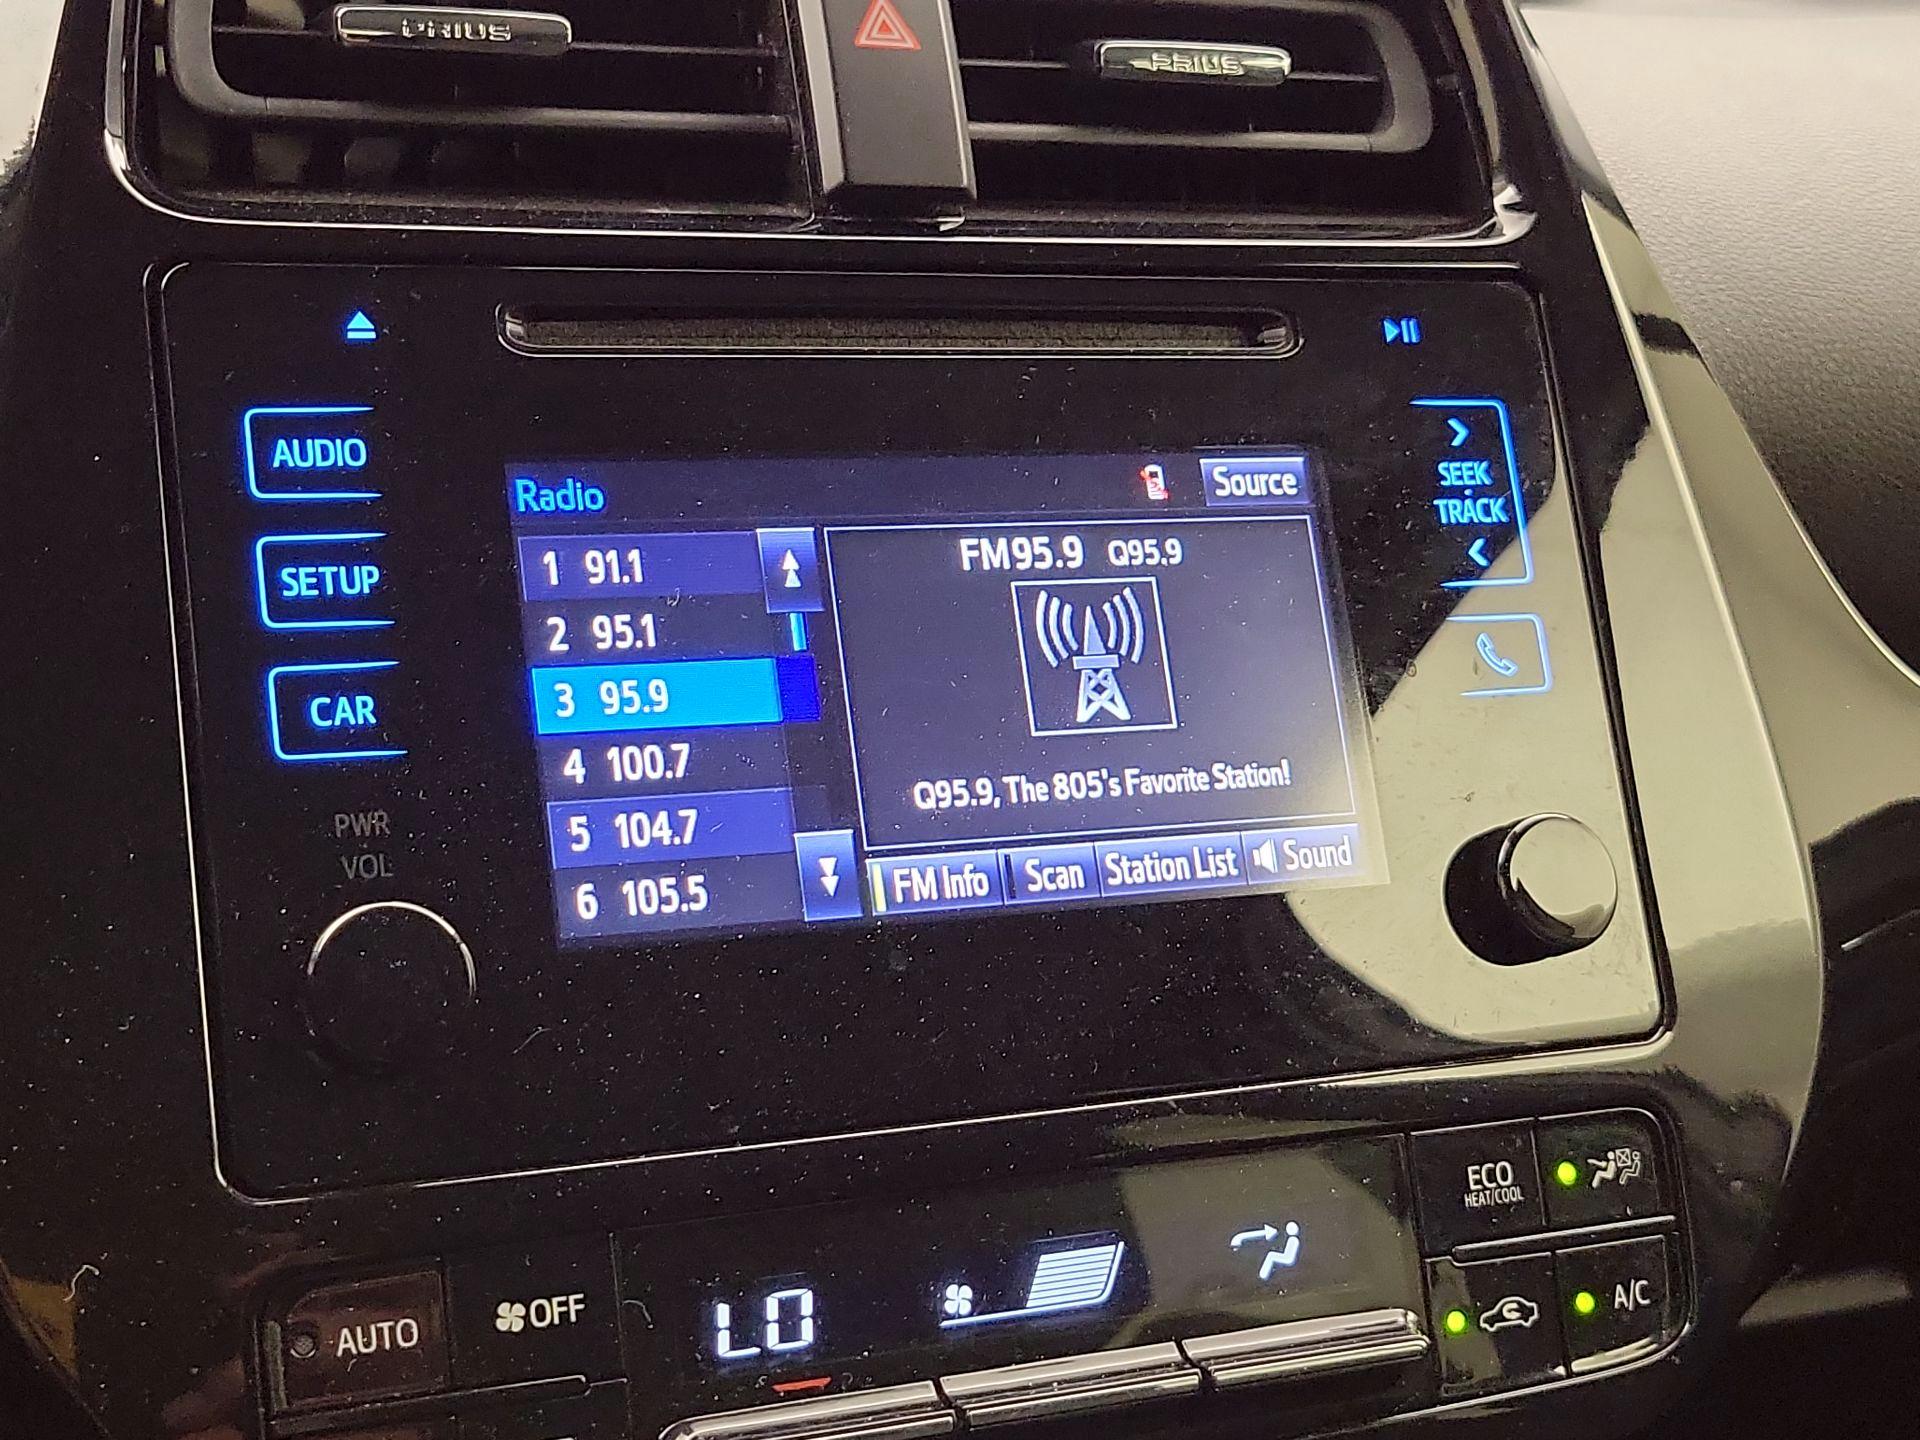 PRIUS
PRIUS
AUDIO
SETUP
CAR
PWR
VOL
Radio
Source
1 91.1
2 95.1
3 95.9
4 100.7
5 104.7
6 105.5
FM95.9 Q95.9
Q95.9, The 805's Favorite Station!
FM Info
Scan
Station List
Sound
SEEK
TRACK
AUTO
OFF
LO
ECO
HEAT/COOL
A/C